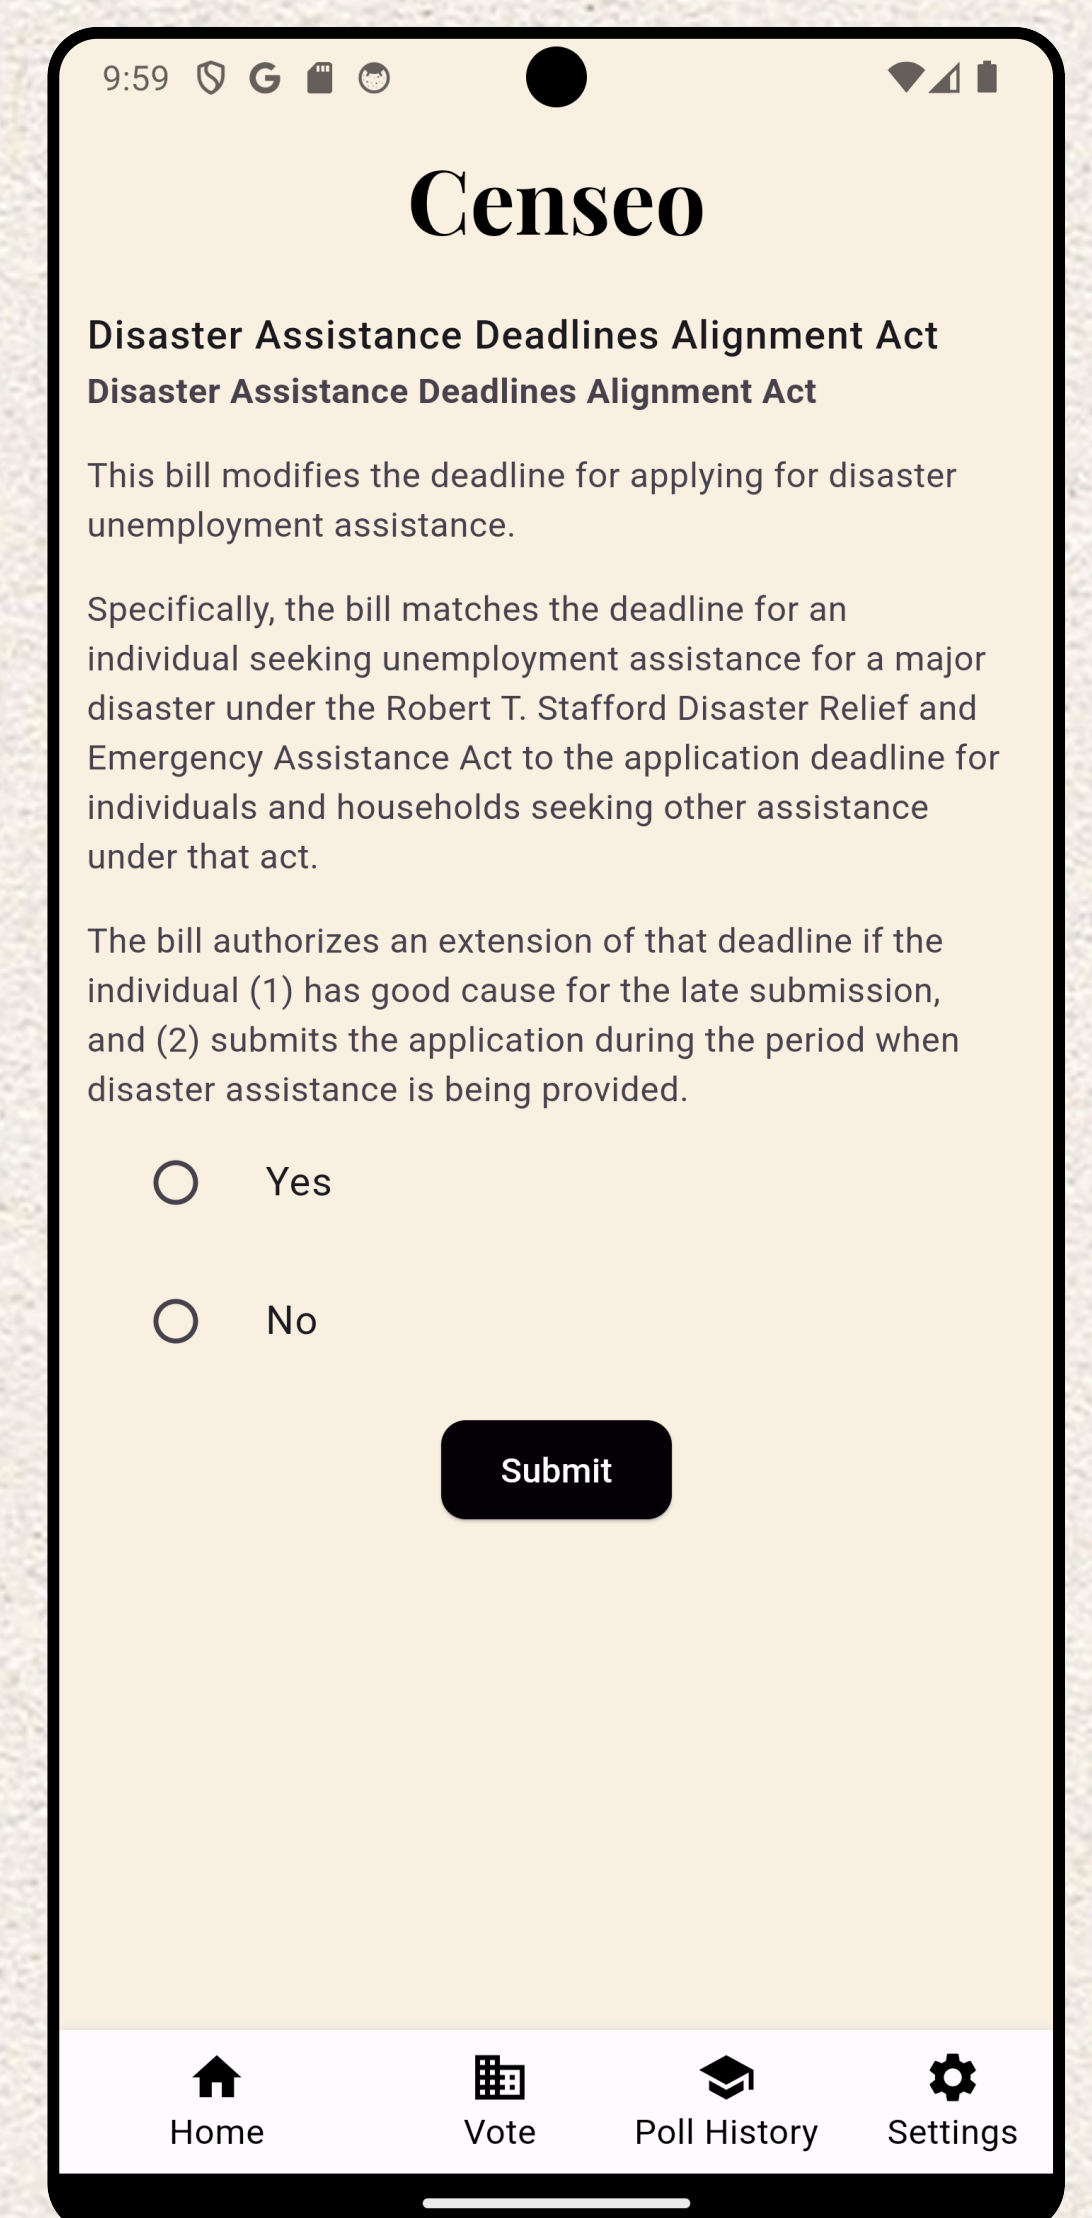 9:59
Censeo
Disaster Assistance Deadlines Alignment Act
Disaster Assistance Deadlines Alignment Act
This bill modifies the deadline for applying for disaster
unemployment assistance.
Specifically, the bill matches the deadline for an
individual seeking unemployment assistance for a major
disaster under the Robert T. Stafford Disaster Relief and
Emergency Assistance Act to the application deadline for
individuals and households seeking other assistance
under that act.
The bill authorizes an extension of that deadline if the
individual (1) has good cause for the late submission,
and (2) submits the application during the period when
disaster assistance is being provided.
Yes
No
Submit
Home Vote Poll History Settings